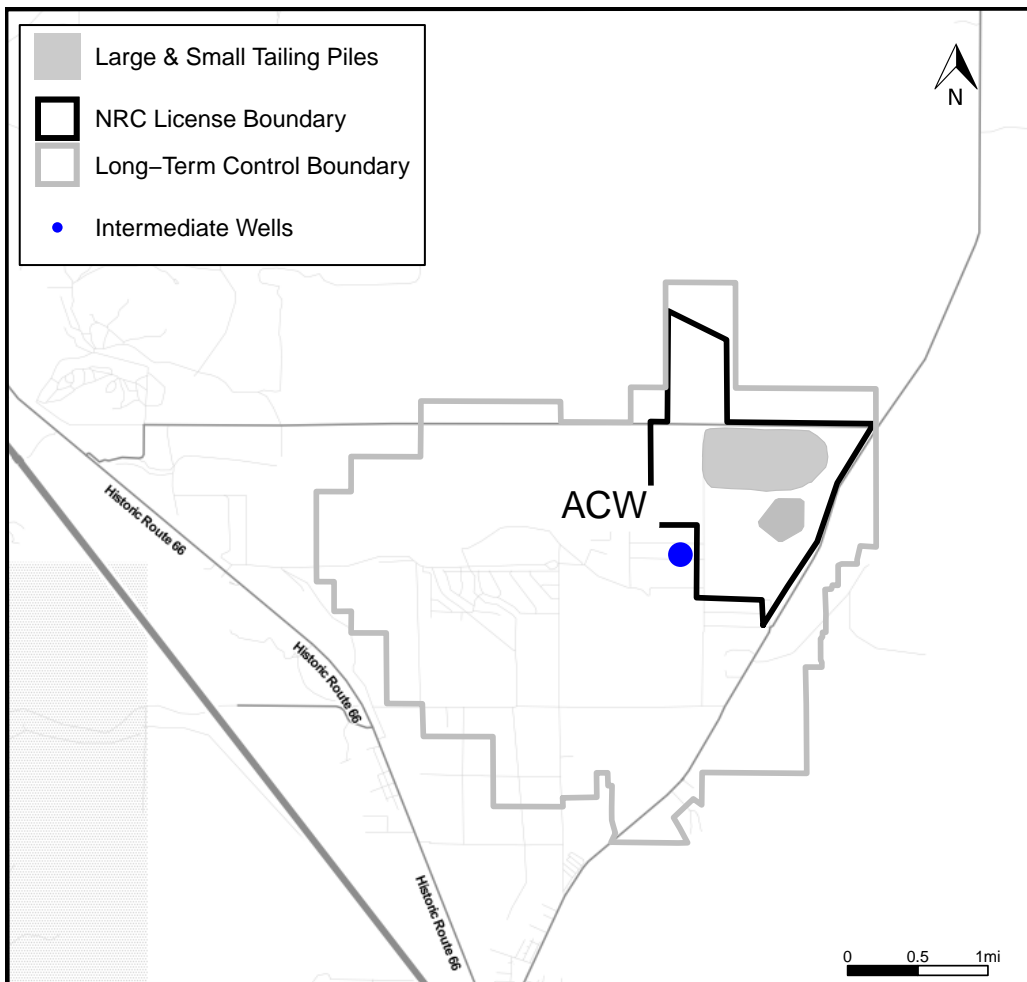 Large & Small Tailing Piles
NRC License Boundary
Long−Term Control Boundary
Intermediate Wells
N
ACW
Historic Route 66
Historic Route 66
Historic Route 66
0 0.5 1mi